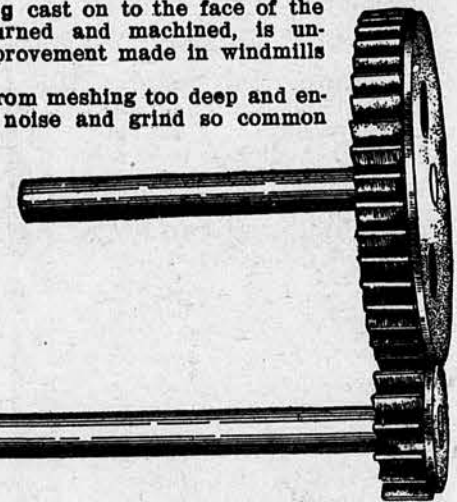 g cast on to the face of the
urned and machined, is un-
provement made in windmills
rom meshing too deep and en-
noise and grind so common